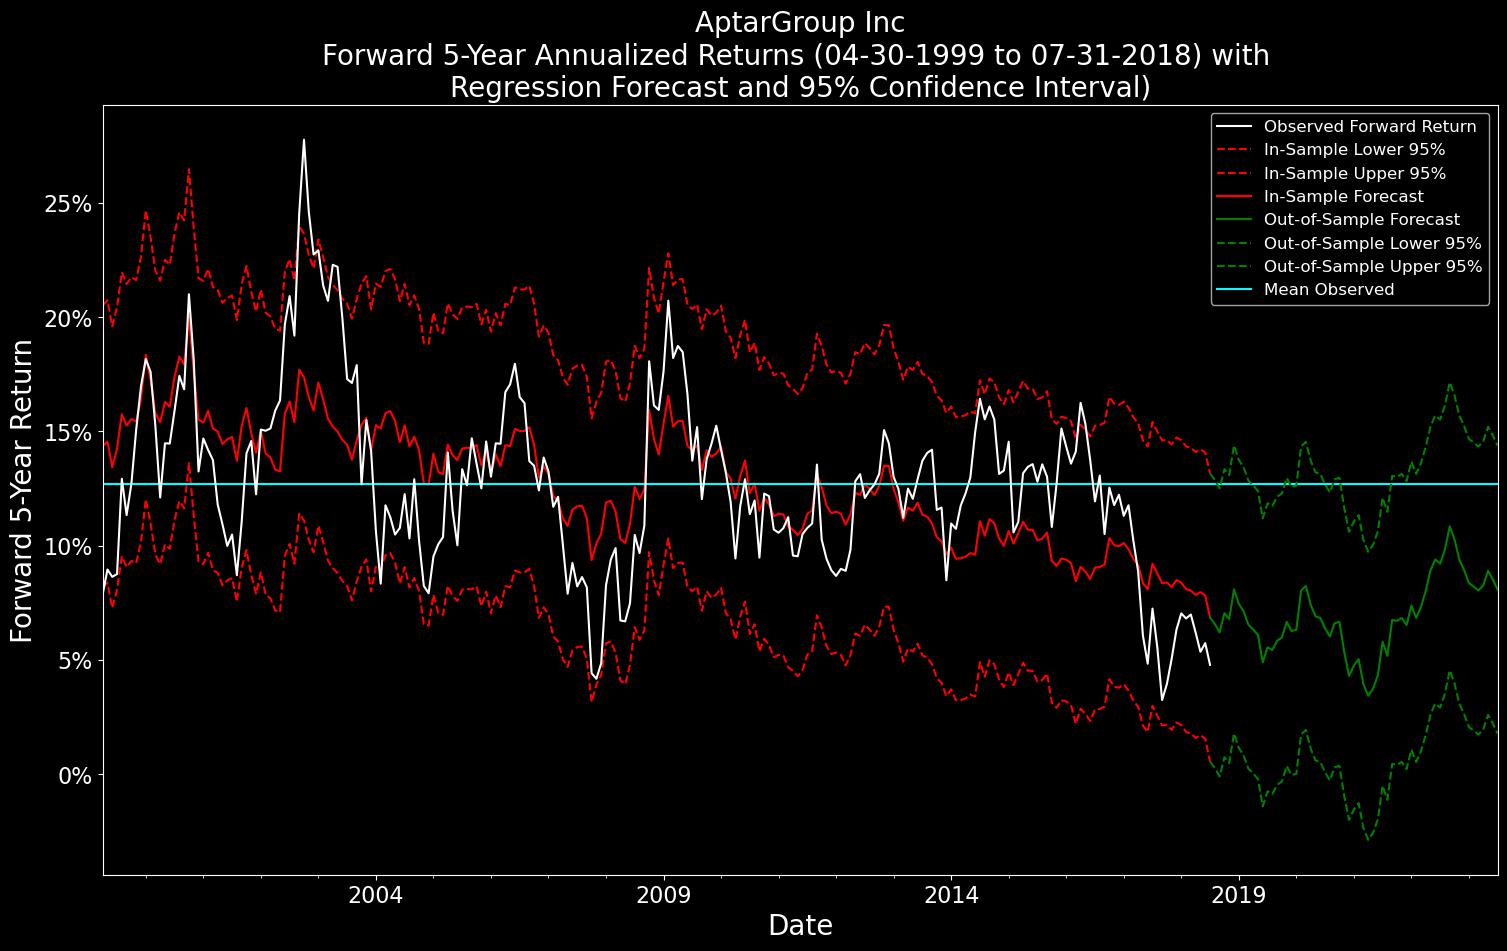 AptarGroup Inc
Forward 5-Year Annualized Returns (04-30-1999 to 07-31-2018) with
Regression Forecast and 95% Confidence Interval)
Observed Forward Return
In-Sample Lower 95%
In-Sample Upper 95%
In-Sample Forecast
Out-of-Sample Forecast
Out-of-Sample Lower 95%
Out-of-Sample Upper 95%
Mean Observed
Forward 5-Year Return
25%
20%
15%
10%
5%
0%
2004
2009
2014
2019
Date